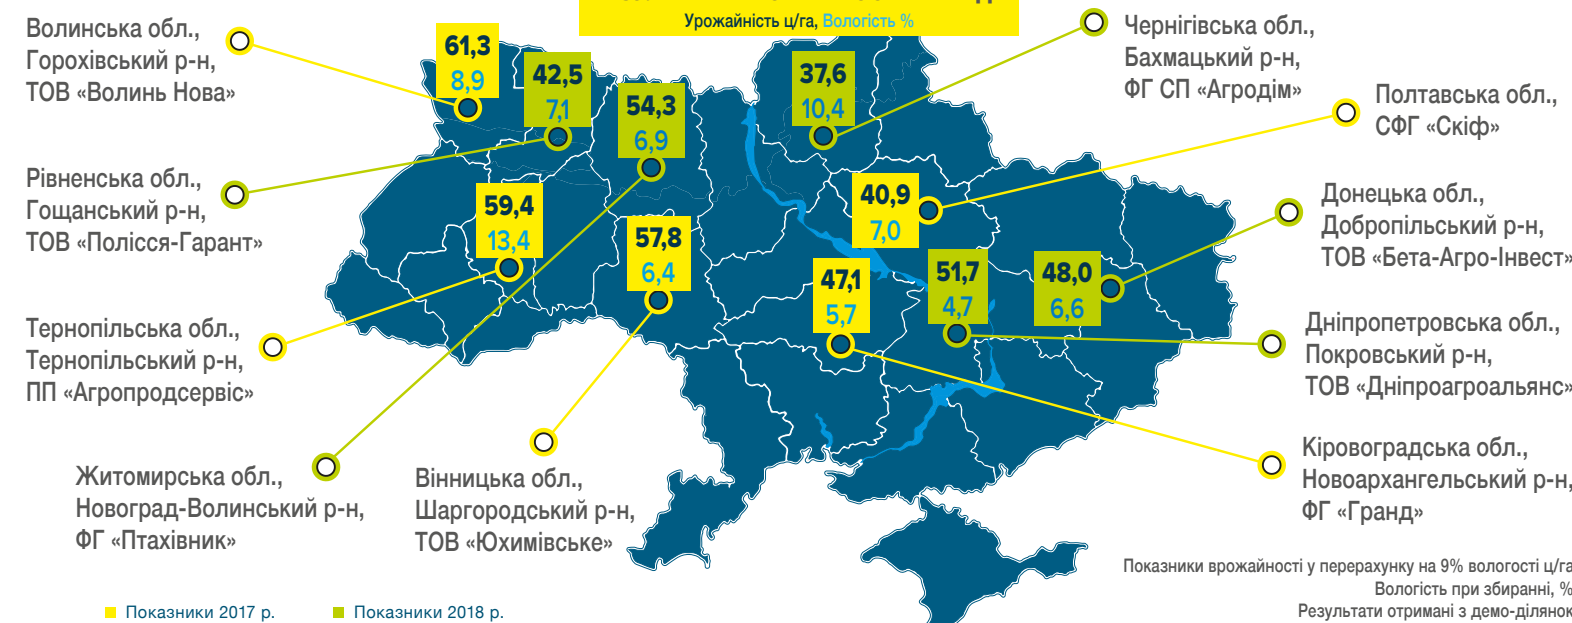 Урожайність ц/га, Вологість %
Волинська обл.,
Горохівський р-н,
ТОВ «Волинь Нова»
61,3
8,9
42,5
7,1
54,3
6,9
37,6
10,4
Чернігівська обл.,
Бахмацький р-н,
ФГ СП «Агродім»
Полтавська обл.,
СФГ «Скіф»
Рівненська обл.,
Гощанський р-н,
ТОВ «Полісся-Гарант»
59,4
13,4
57,8
6,4
40,9
7,0
47,1
5,7
51,7
4,7
48,0
6,6
Донецька обл.,
Добропільський р-н,
ТОВ «Бета-Агро-Інвест»
Тернопільська обл.,
Тернопільський р-н,
ПП «Агропродсервіс»
Дніпропетровська обл.,
Покровський р-н,
ТОВ «Дніпроагроальянс»
Житомирська обл.,
Новоград-Волинський р-н,
ФГ «Птахівник»
Вінницька обл.,
Шаргородський р-н,
ТОВ «Юхимівське»
Кіровоградська обл.,
Новоархангельський р-н,
ФГ «Гранд»
Показники врожайності у перерахунку на 9% вологості ц/га
Вологість при збиранні, %
Результати отримані з демо-ділянок
Показники 2017 р.
Показники 2018 р.